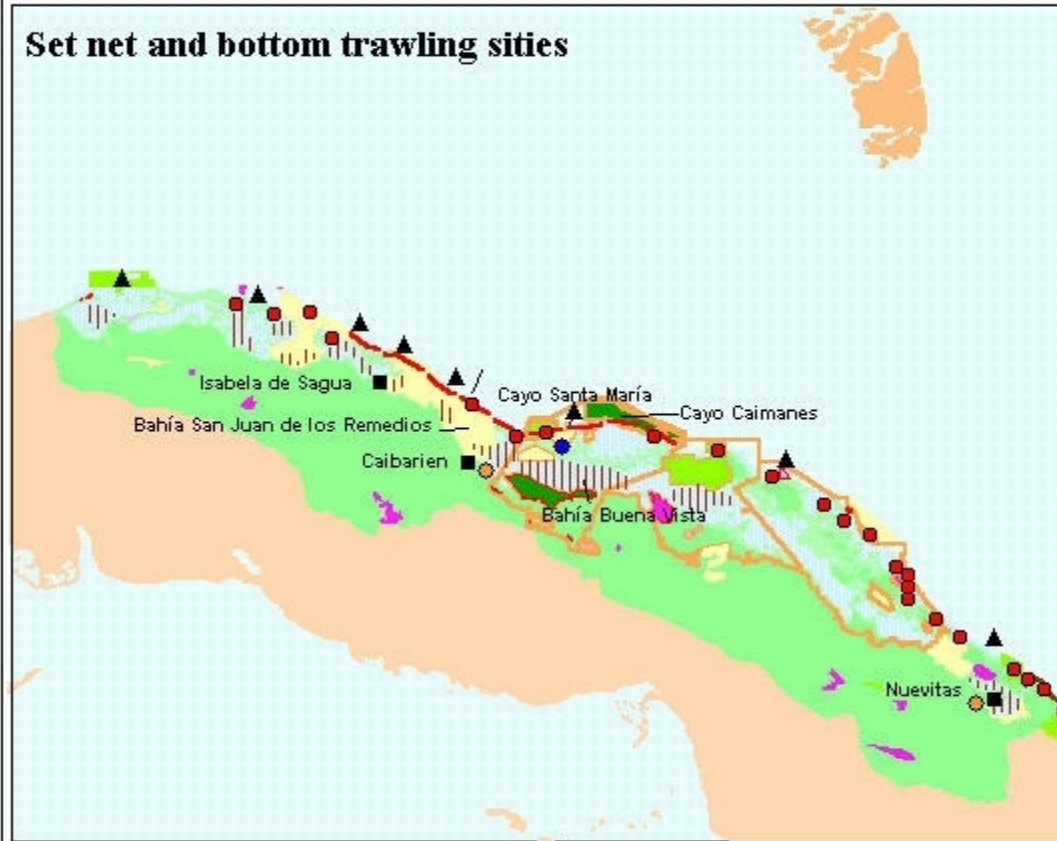 Set net and bottom trawling sities
Isabela de Sagua
Cayo Santa María
Cayo Caimanes
Bahía San Juan de los Remedios
Caibarien
Bahía Buena Vista
Nuevitas